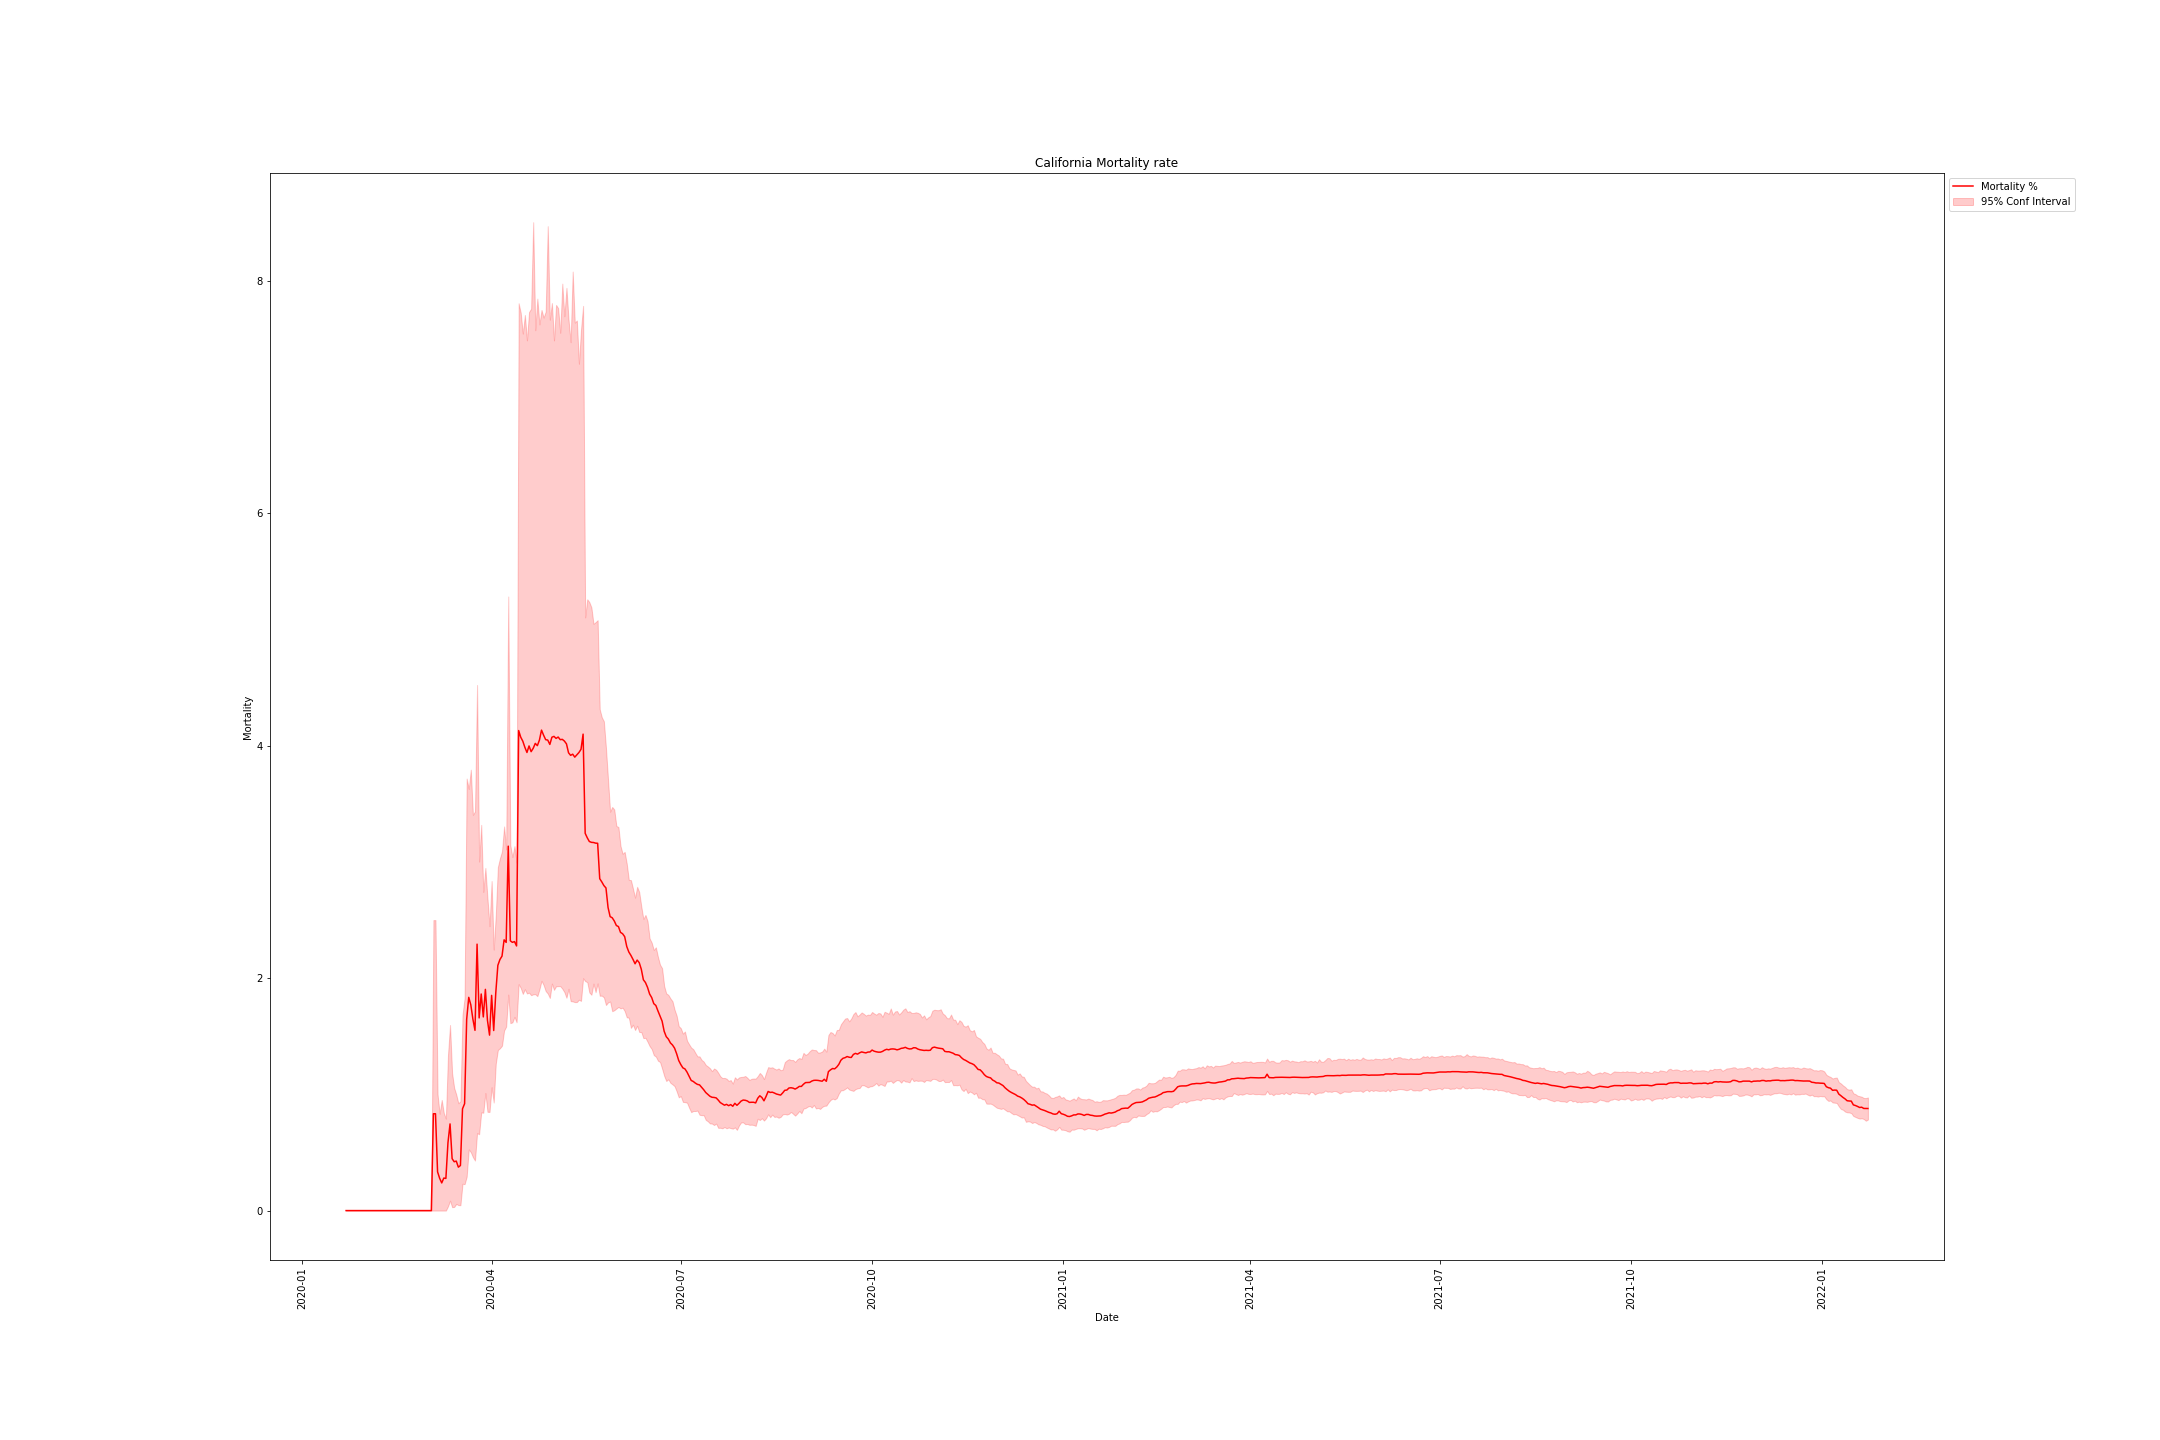 California Mortality rate
Mortality %
95% Conf Interval
8
6
4
2
0
Mortality
2020-01
2020-04
2020-07
2020-10
2021-01
2021-04
2021-07
2021-10
2022-01
Date